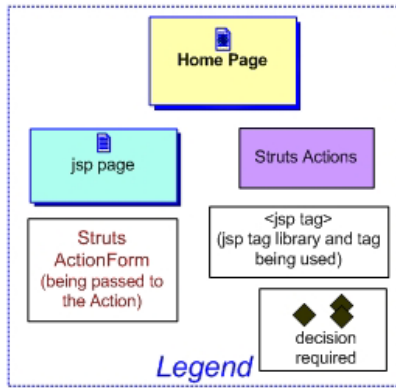 Home Page
jsp page
Struts Actions
Struts
ActionForm
(being passed to
the Action)
<jsp tag>
(jsp tag library and tag
being used)
decision
required
Legend